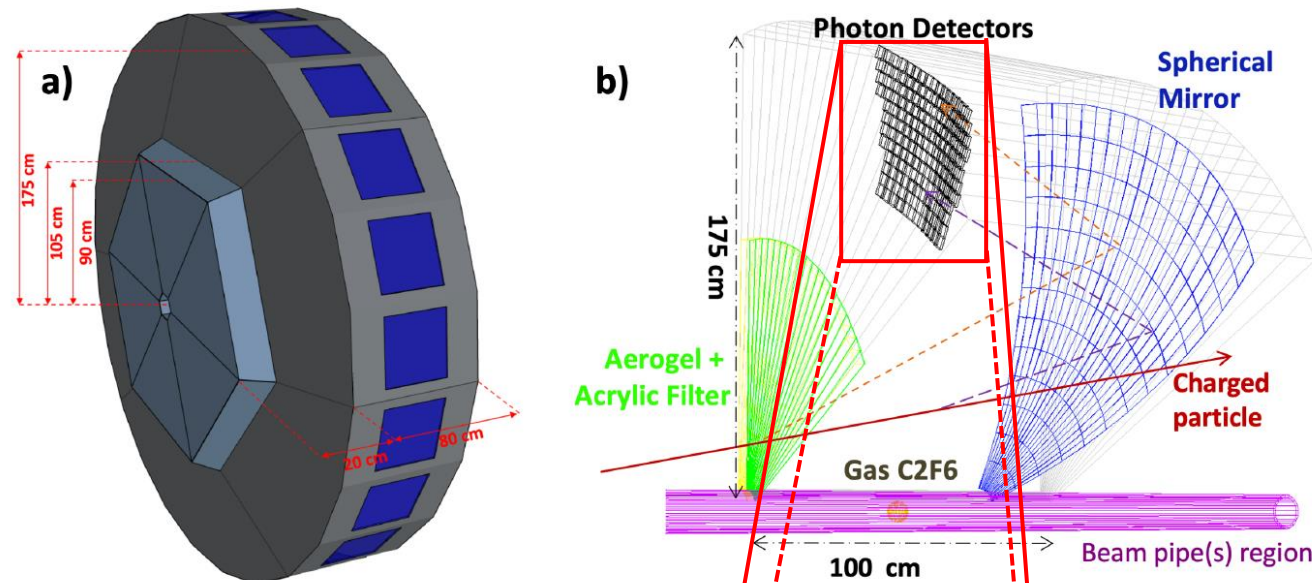 a)
175 cm
105 cm
90 cm
20 cm
80 cm
b)
Photon Detectors
Spherical
Mirror
175 cm
Aerogel +
Acrylic Filter
Charged
particle
Gas C2F6
Beam pipe(s) region
100 cm